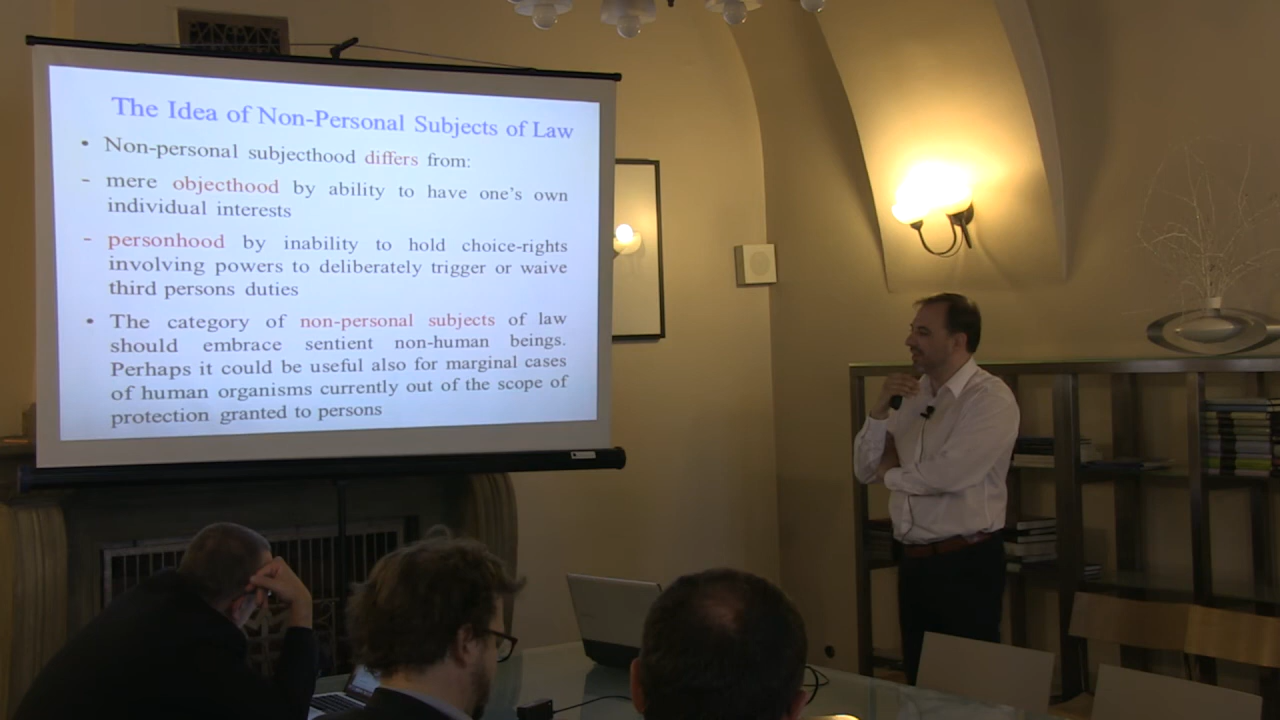 The Idea of Non-Personal Subjects of Law
• Non-personal subjecthood differs from:
- mere objecthood by ability to have one's own
individual interests
- personhood by inability to hold choice-rights
involving powers to deliberately trigger or waive
third persons duties
• The category of non-personal subjects of law
should embrace sentient non-human beings.
Perhaps it could be useful also for marginal cases
of human organisms currently out of the scope of
protection granted to persons